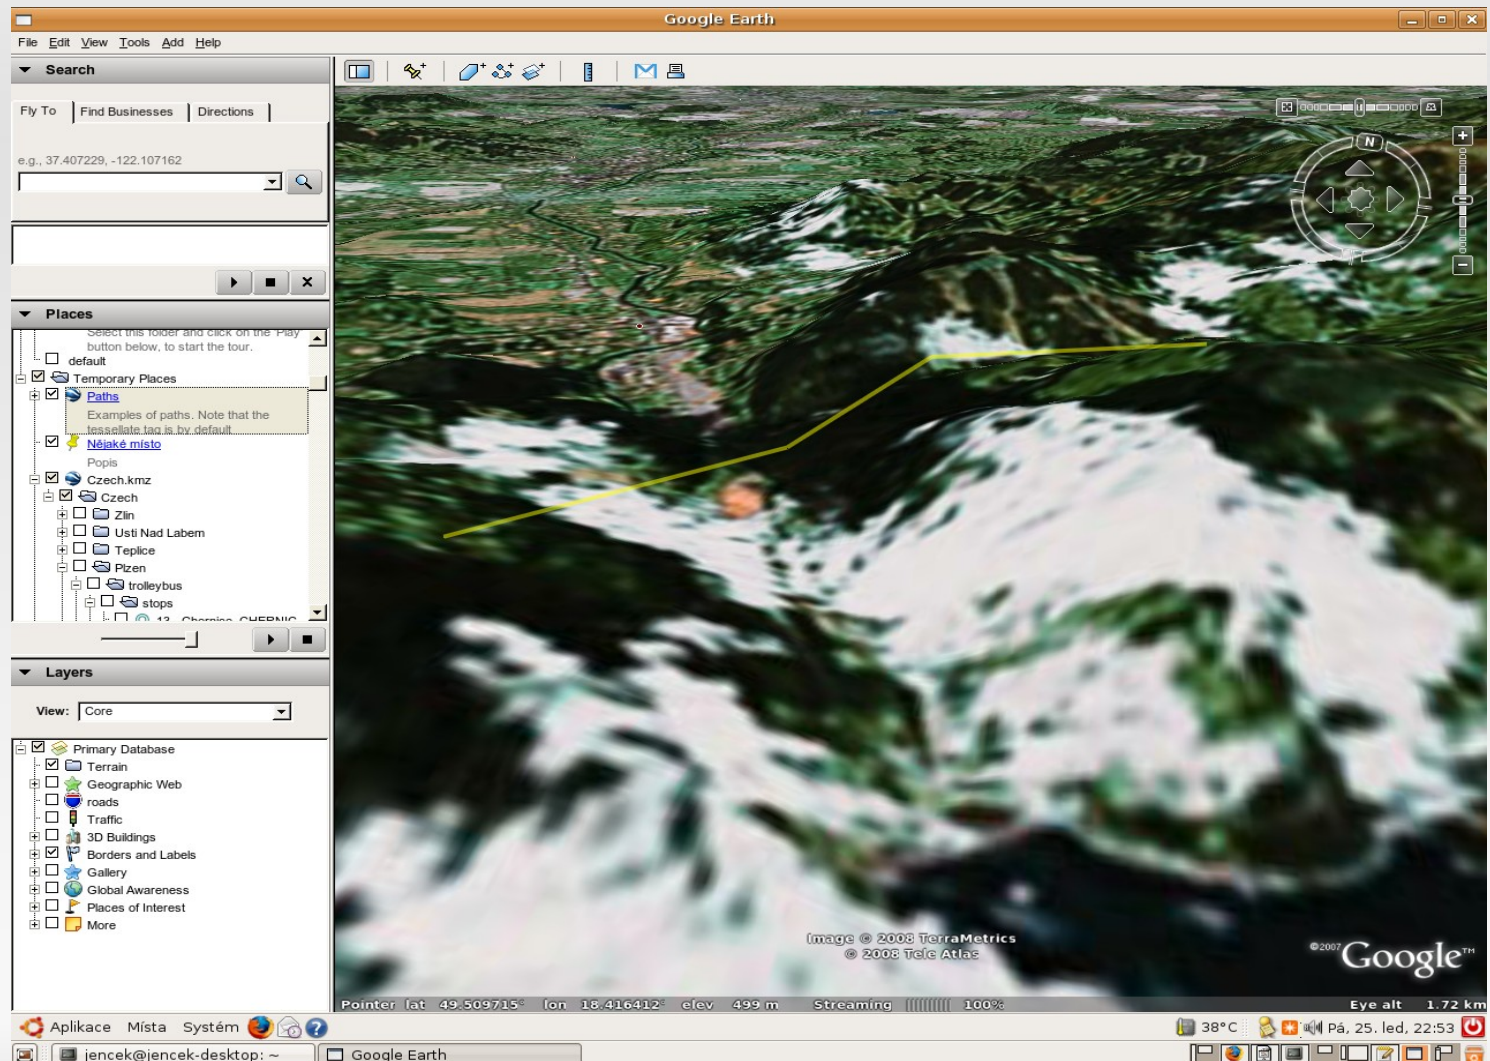 Google Earth
File Edit View Tools Add Help
Search
Fly To Find Businesses Directions
e.g., 37.407229, -122.107162
Places
Select this folder and click on the 'Play'
button below, to start the tour.
default
Temporary Places
Paths
Examples of paths. Note that the
tessellate tag is by default
Nějaké místo
Popis
Czech.kmz
Czech
Zlin
Usti Nad Labem
Teplice
Plzen
trolleybus
stops
13 - Chernice, CHERNIC
Layers
View: Core
Primary Database
Terrain
Geographic Web
roads
Traffic
3D Buildings
Borders and Labels
Gallery
Global Awareness
Places of Interest
More
N
Image © 2008 TerraMetrics
© 2008 Tele Atlas
©2007 Google™
Pointer lat 49.509715° lon 18.416412° elev 499 m Streaming |||||||||| 100% Eye alt 1.72 km
Aplikace Místa Systém 38°C Pá, 25. led, 22:53
jencek@jencek-desktop: ~ Google Earth